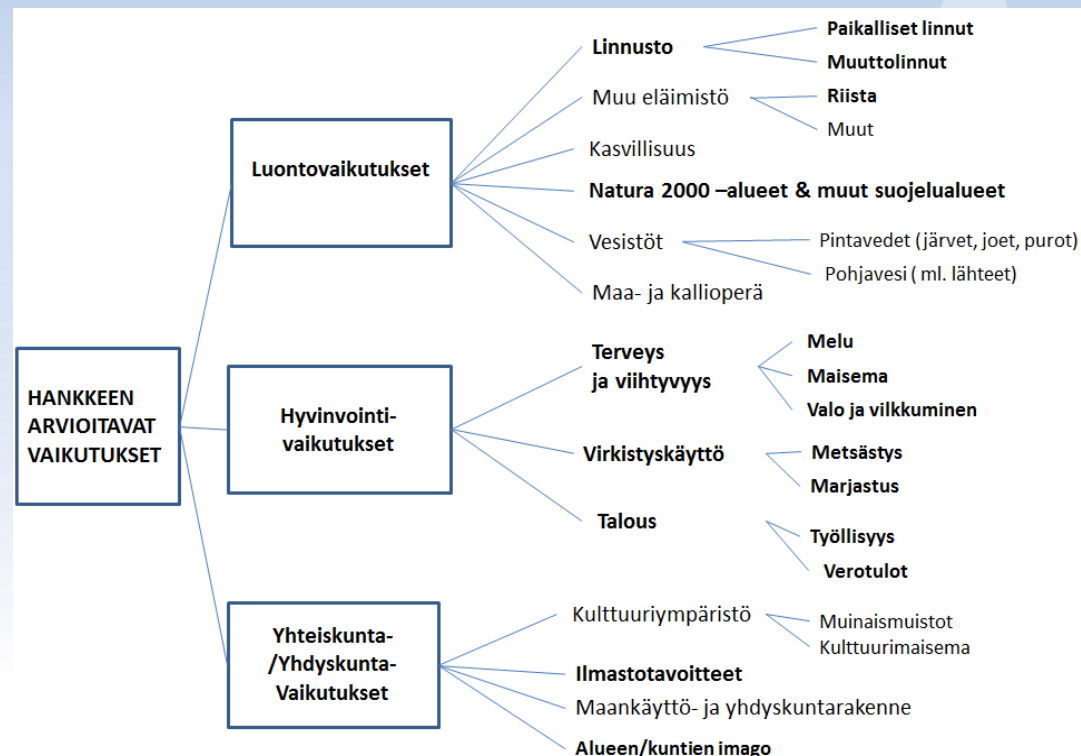 HANKKEEN
ARVIOITAVAT
VAIKUTUKSET
Luontovaikutukset
Linnusto
Paikalliset linnut
Muuttolinnut
Muu eläimistö
Riista
Muut
Kasvillisuus
Natura 2000 –alueet & muut suojelualueet
Vesistöt
Pintavedet (järvet, joet, purot)
Pohjavesi ( ml. lähteet)
Maa- ja kallioperä
Hyvinvointi-
vaikutukset
Terveys
ja viihtyvyys
Melu
Maisema
Valo ja vilkkuminen
Virkistyskäyttö
Metsästys
Marjastus
Talous
Työllisyys
Verotulot
Yhteiskunta-
/Yhdyskunta-
Vaikutukset
Kulttuuriympäristö
Muinaismuistot
Kulttuurimaisema
Ilmastotavoitteet
Maankäyttö- ja yhdyskuntarakenne
Alueen/kuntien imago